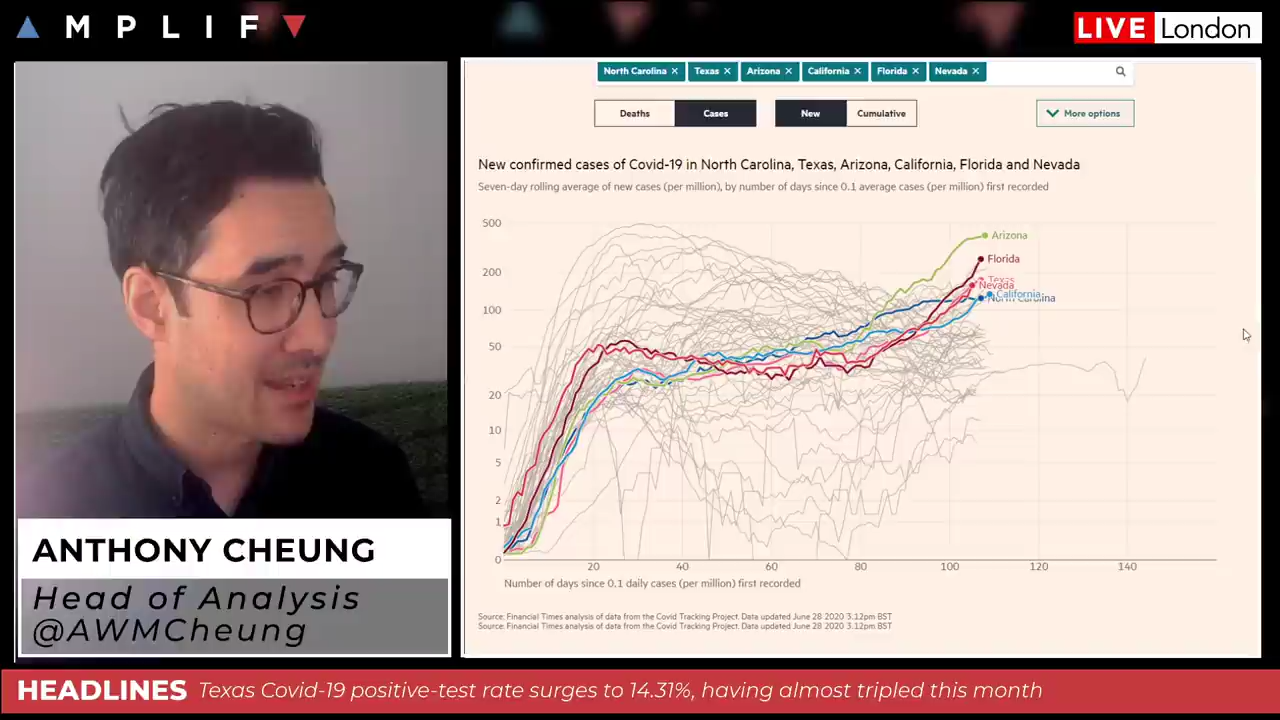 ▲ M P L I F ▼
LIVE London
North Carolina × Texas × Arizona × California × Florida × Nevada ×
Deaths Cases New Cumulative More options
New confirmed cases of Covid-19 in North Carolina, Texas, Arizona, California, Florida and Nevada
Seven-day rolling average of new cases (per million), by number of days since 0.1 average cases (per million) first recorded
500
Arizona
Florida
200
Texas
Nevada
California
North Carolina
100
50
20
10
5
2
1
0
20 40 60 80 100 120 140
Number of days since 0.1 daily cases (per million) first recorded
Source: Financial Times analysis of data from the Covid Tracking Project. Data updated June 28 2020 3.12pm BST
Source: Financial Times analysis of data from the Covid Tracking Project. Data updated June 28 2020 3.12pm BST
ANTHONY CHEUNG
Head of Analysis
@AWMCheung
HEADLINES Texas Covid-19 positive-test rate surges to 14.31%, having almost tripled this month